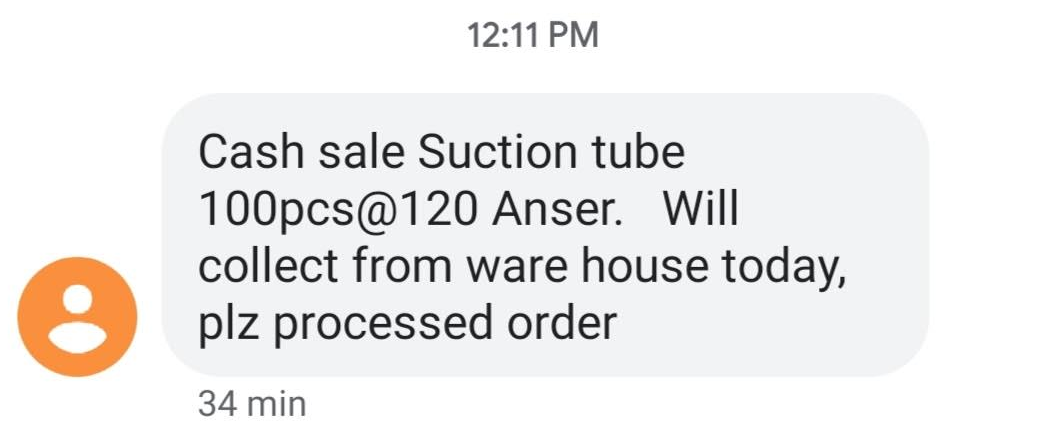 12:11 PM
Cash sale Suction tube
100pcs@120 Anser.   Will
collect from ware house today,
plz processed order
34 min